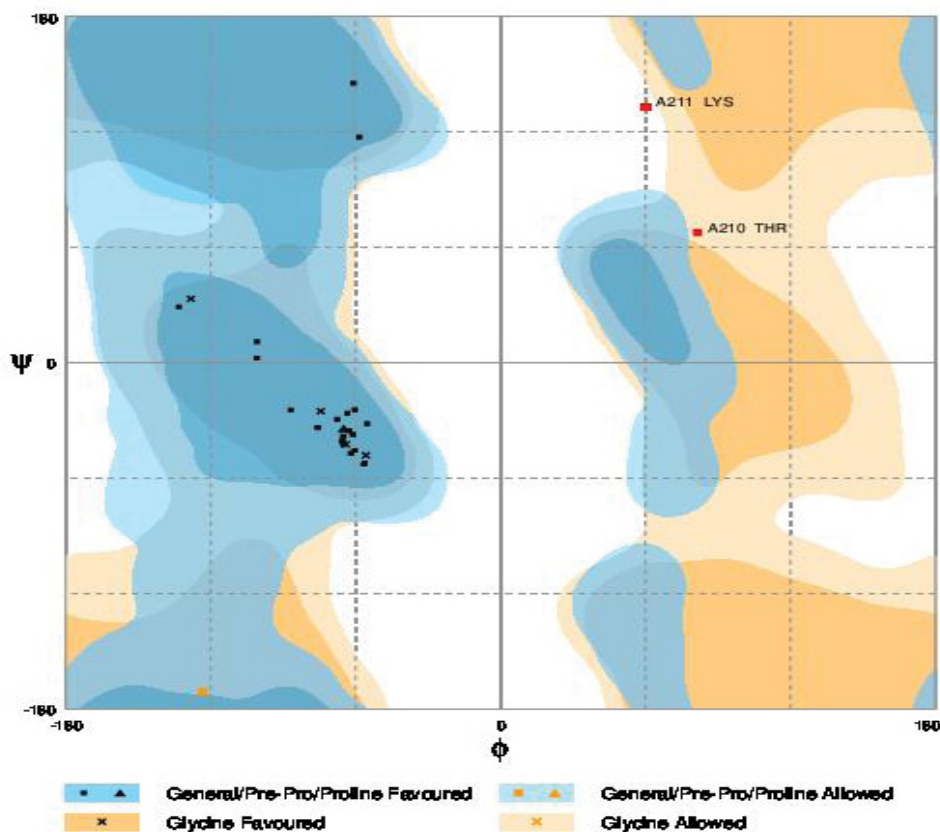 180
A211 LYS
A210 THR
Ψ 0
-180
-180 0 180
ϕ
General/Pre-Pro/Proline Favoured General/Pre-Pro/Proline Allowed
Glycine Favoured Glycine Allowed